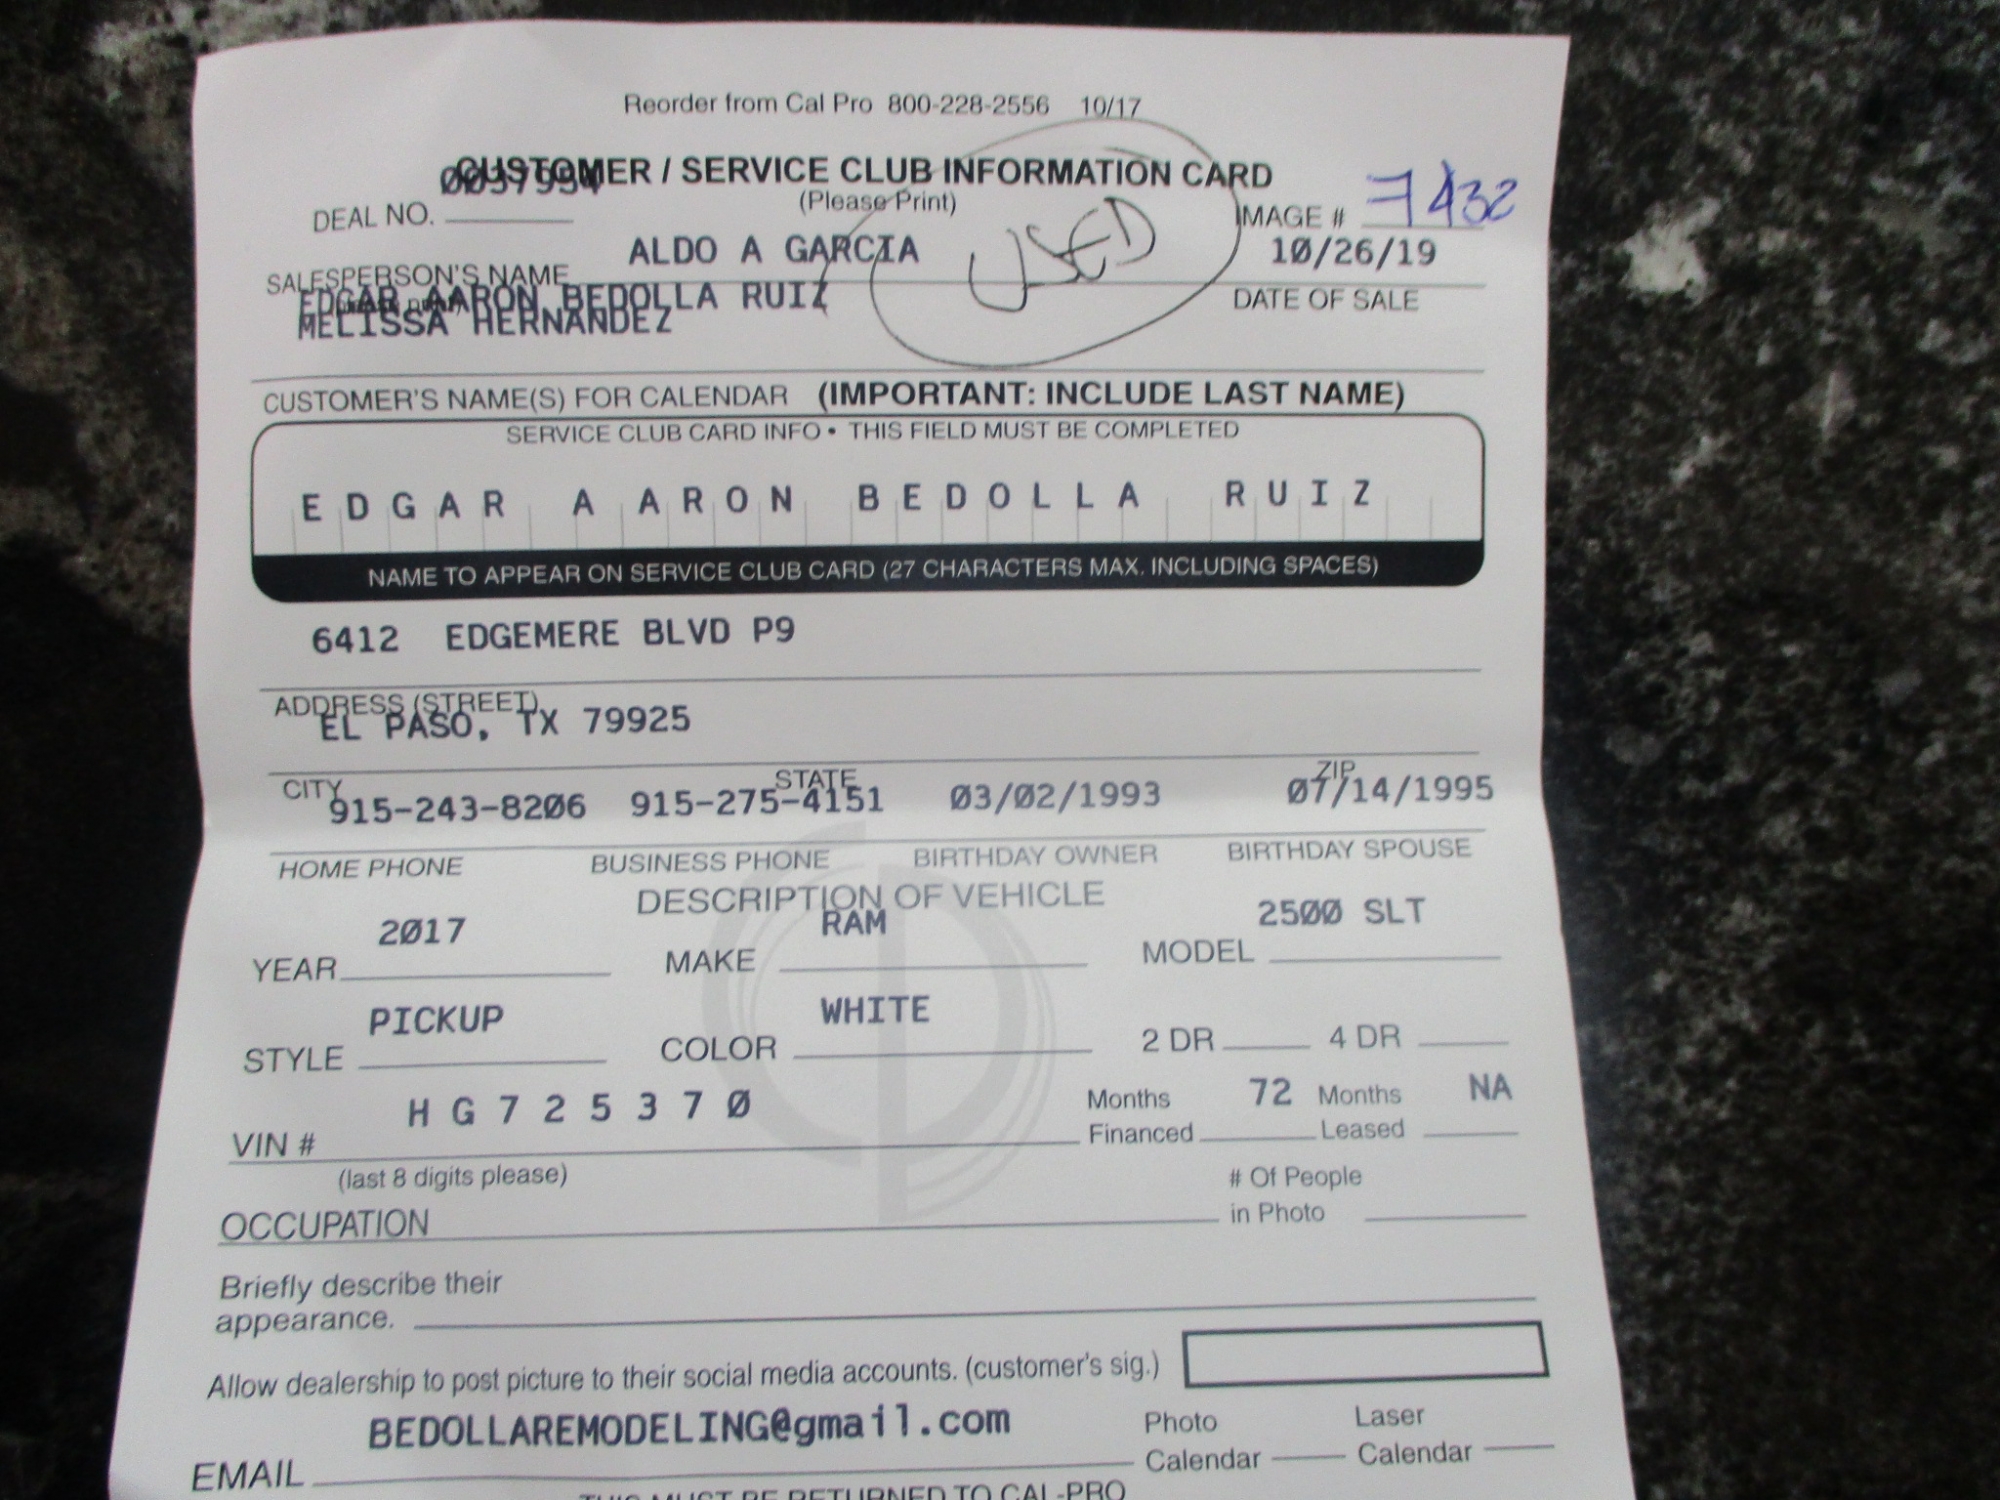 Reorder from Cal Pro 800-228-2556 10/17
CUSTOMER / SERVICE CLUB INFORMATION CARD
(Please Print)
DEAL NO.
IMAGE #
USED
ALDO A GARCIA 10/26/19
SALESPERSON'S NAME DATE OF SALE
EDGAR AARON BEDOLLA RUIZ
MELISSA HERNANDEZ
CUSTOMER'S NAME(S) FOR CALENDAR (IMPORTANT: INCLUDE LAST NAME)
SERVICE CLUB CARD INFO • THIS FIELD MUST BE COMPLETED
EDGAR AARON BEDOLLA RUIZ
NAME TO APPEAR ON SERVICE CLUB CARD (27 CHARACTERS MAX. INCLUDING SPACES)
6412 EDGEMERE BLVD P9
ADDRESS (STREET)
EL PASO, TX 79925
CITY STATE ZIP
915-243-8206 915-275-4151 03/02/1993 07/14/1995
HOME PHONE BUSINESS PHONE BIRTHDAY OWNER BIRTHDAY SPOUSE
DESCRIPTION OF VEHICLE
YEAR 2017 MAKE RAM MODEL 2500 SLT
STYLE PICKUP COLOR WHITE 2 DR 4 DR
VIN # HG725370 Months Financed 72 Months Leased NA
(last 8 digits please)
OCCUPATION # Of People in Photo
Briefly describe their
appearance.
Allow dealership to post picture to their social media accounts. (customer's sig.)
EMAIL BEDOLLAREMODELING@gmail.com Photo Calendar Laser Calendar
THIS MUST BE RETURNED TO CAL-PRO